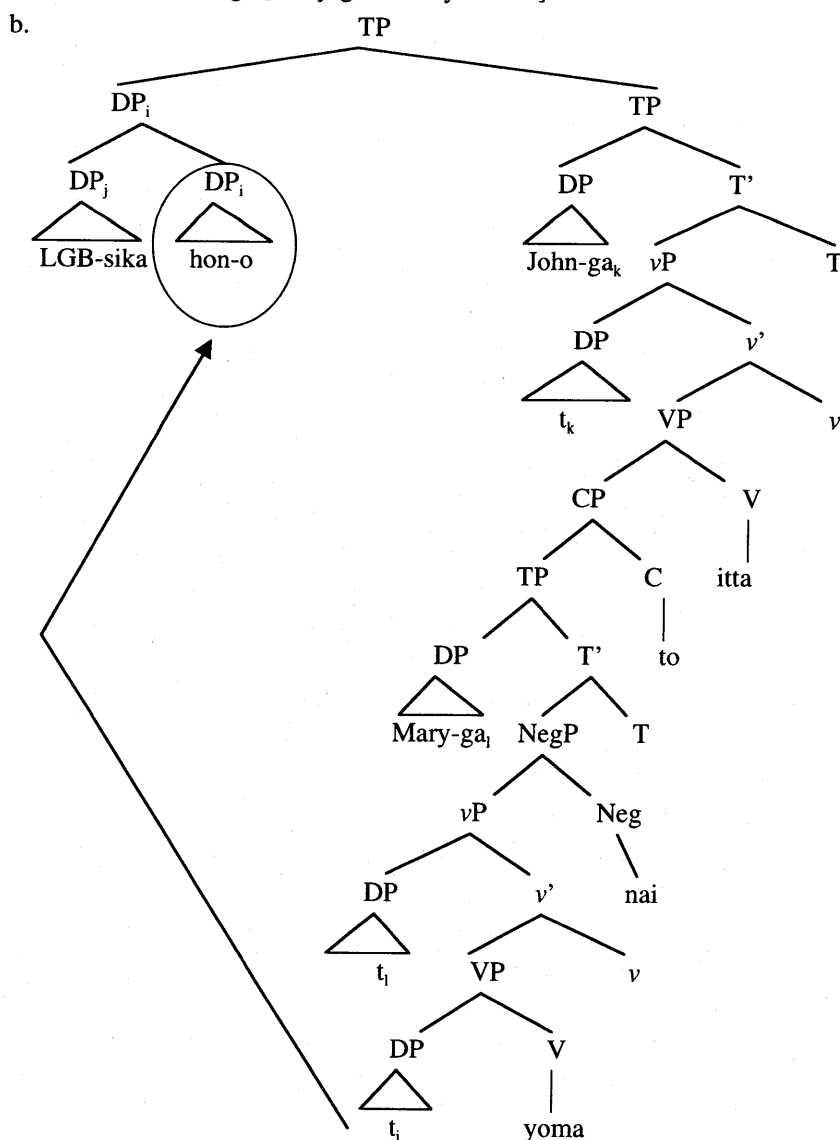 b.
TP
DPᵢ TP
DPⱼ DPᵢ DP T’
LGB-sika hon-o John-gaₖ vP T
DP v’
tₖ VP v
CP V
TP C itta
DP T’ to
Mary-gaₗ NegP T
vP Neg
DP v’ nai
tₗ VP v
DP V
tᵢ yoma